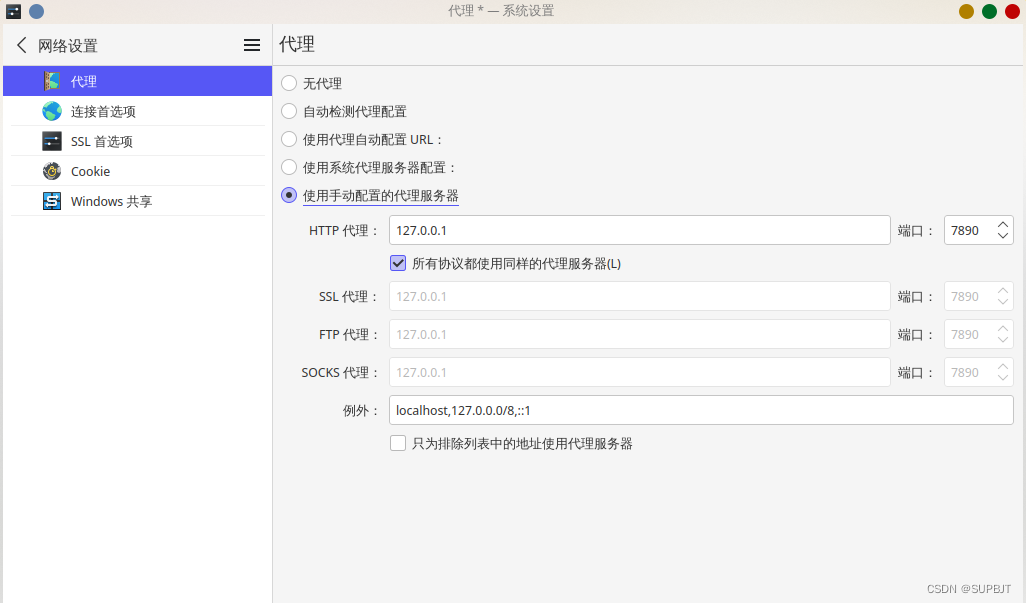 代理 * — 系统设置
网络设置
代理
代理
连接首选项
SSL 首选项
Cookie
Windows 共享
无代理
自动检测代理配置
使用代理自动配置 URL：
使用系统代理服务器配置：
使用手动配置的代理服务器
HTTP 代理： 127.0.0.1 端口： 7890
所有协议都使用同样的代理服务器(L)
SSL 代理： 127.0.0.1 端口： 7890
FTP 代理： 127.0.0.1 端口： 7890
SOCKS 代理： 127.0.0.1 端口： 7890
例外： localhost,127.0.0.0/8,::1
只为排除列表中的地址使用代理服务器
CSDN @SUPBJT